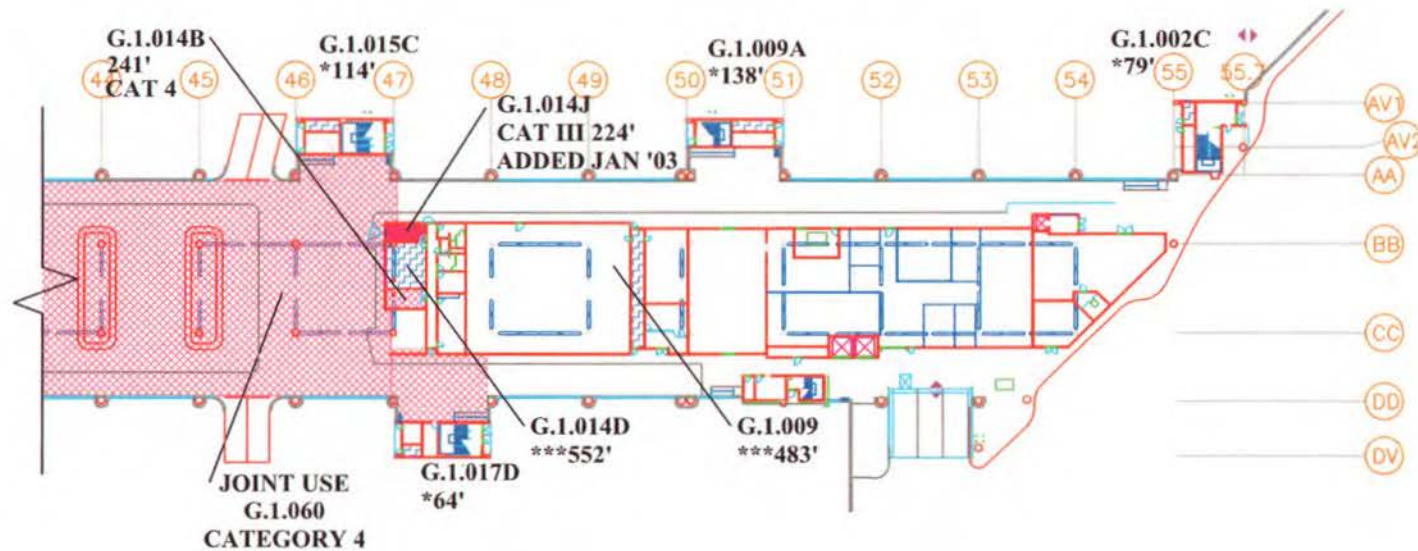 G.1.014B
241'
CAT 4
G.1.015C
*114'
G.1.009A
*138'
G.1.002C
*79'
44
45
46
47
48
49
50
51
52
53
54
55
55.7
G.1.014J
CAT III 224'
ADDED JAN '03
AV1
AV2
AA
BB
CC
DD
DV
G.1.014D
***552'
G.1.009
***483'
G.1.017D
*64'
JOINT USE
G.1.060
CATEGORY 4